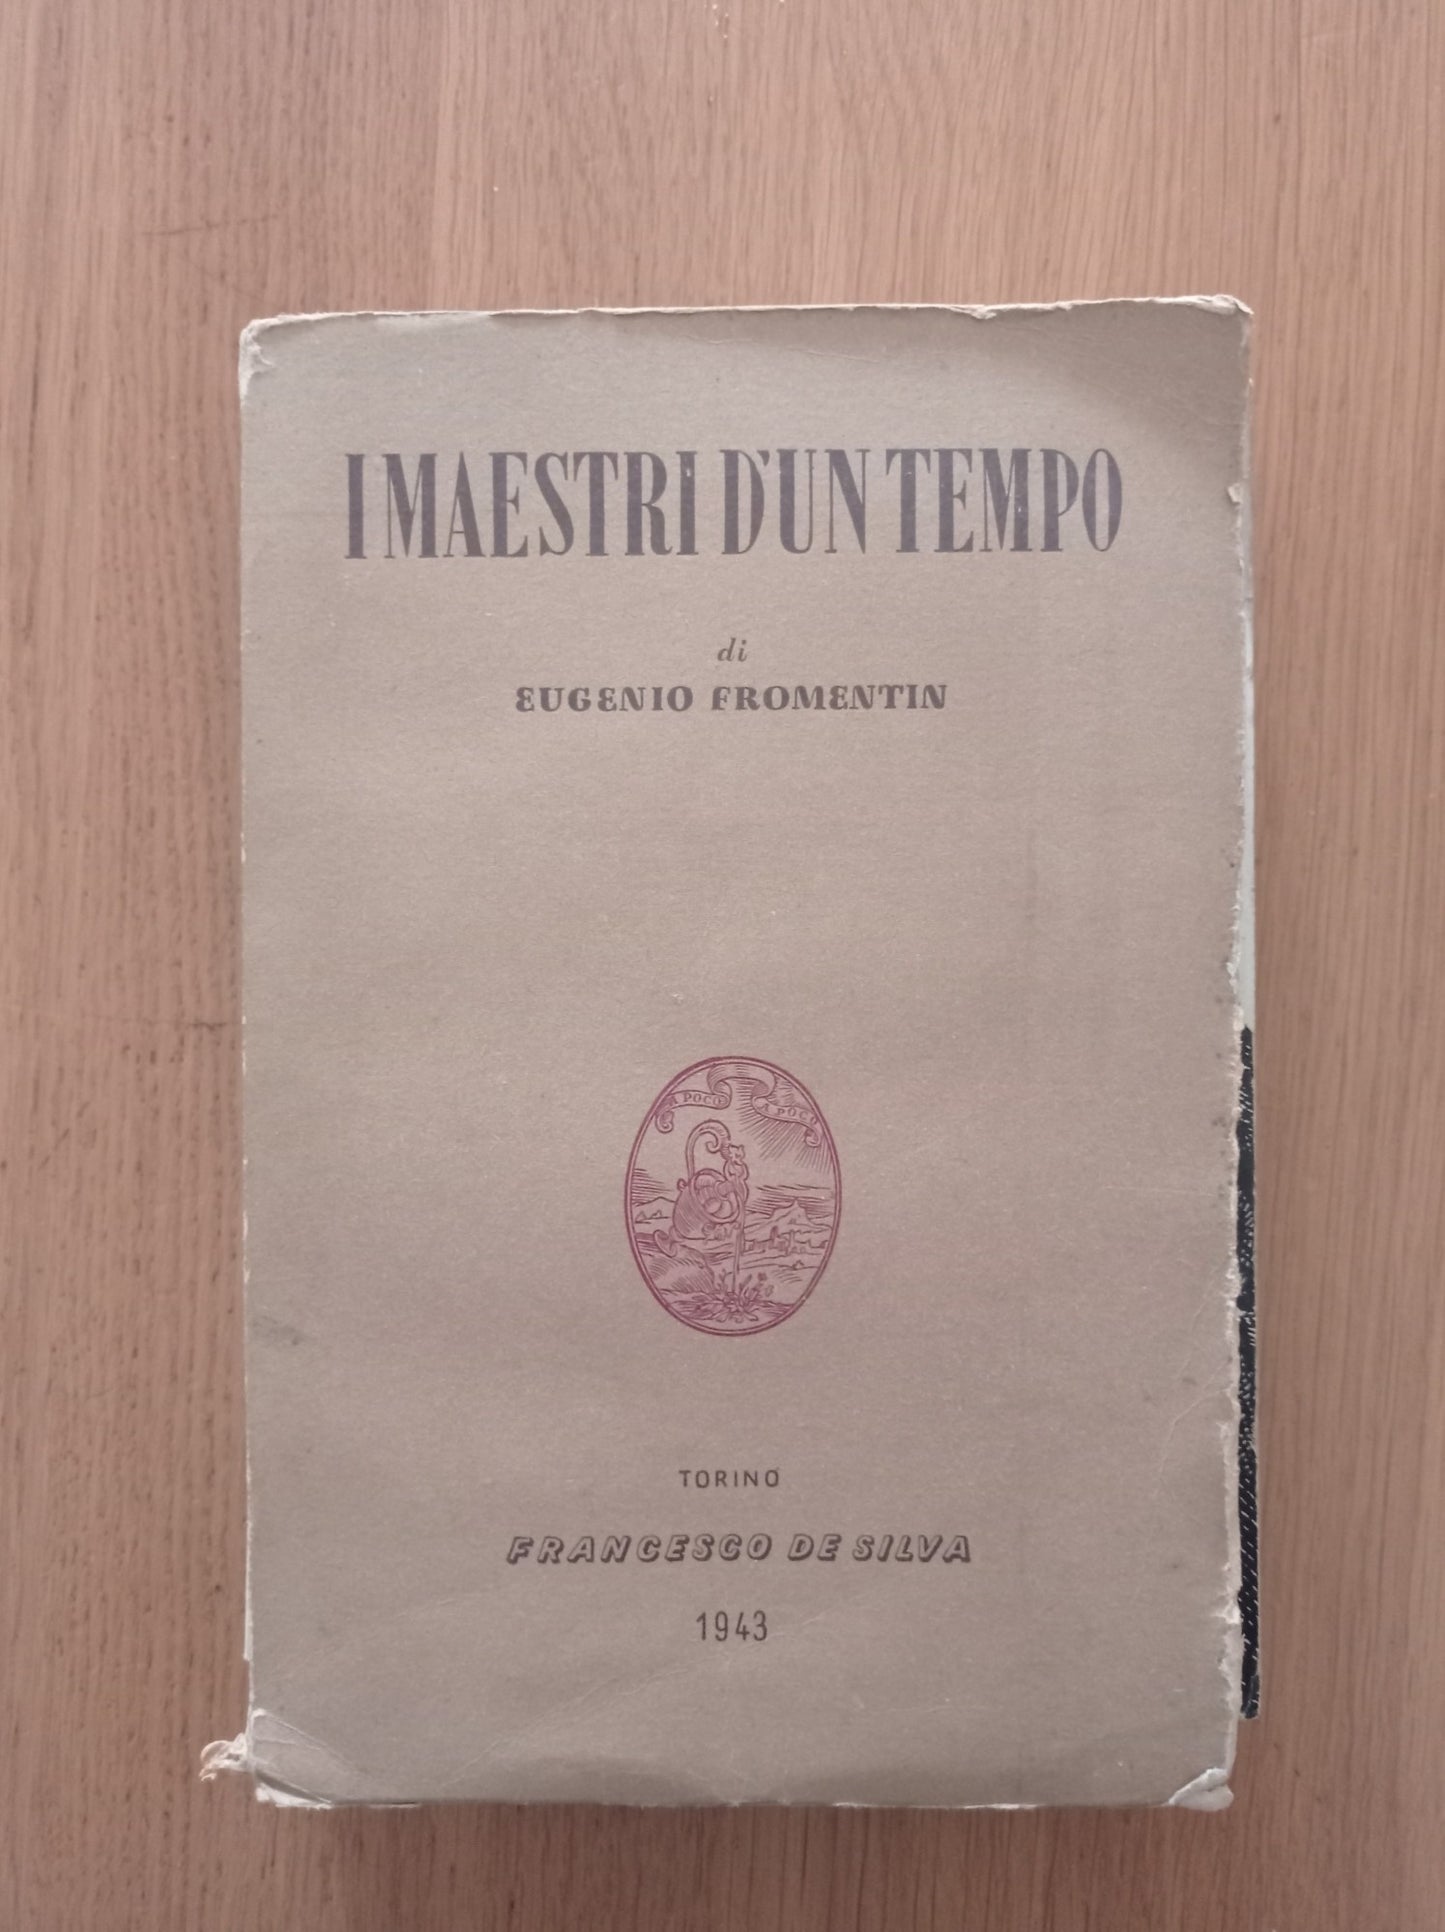 I MAESTRI D'UN TEMPO
di
EUGENIO FROMENTIN
A POCO A POCO
TORINO
FRANCESCO DE SILVA
1943